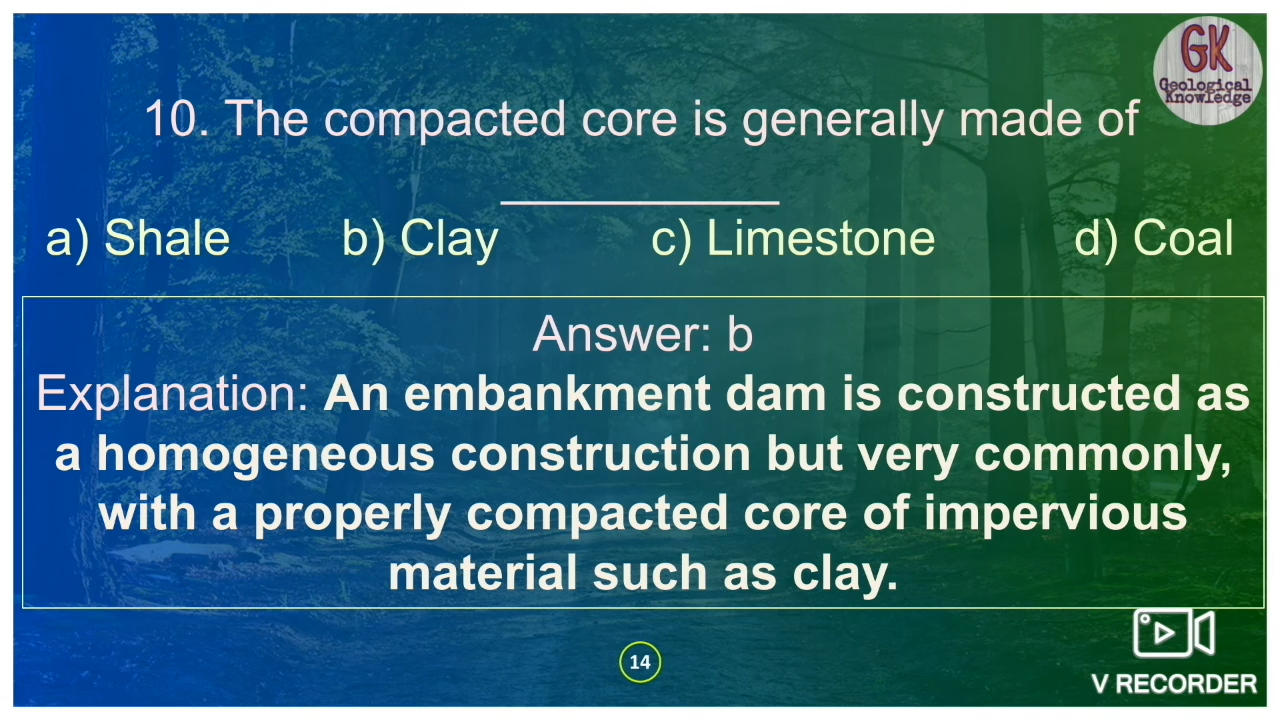 GK
Geological
Knowledge
10. The compacted core is generally made of
___________
a) Shale b) Clay c) Limestone d) Coal
Answer: b
Explanation: An embankment dam is constructed as
a homogeneous construction but very commonly,
with a properly compacted core of impervious
material such as clay.
14
V RECORDER